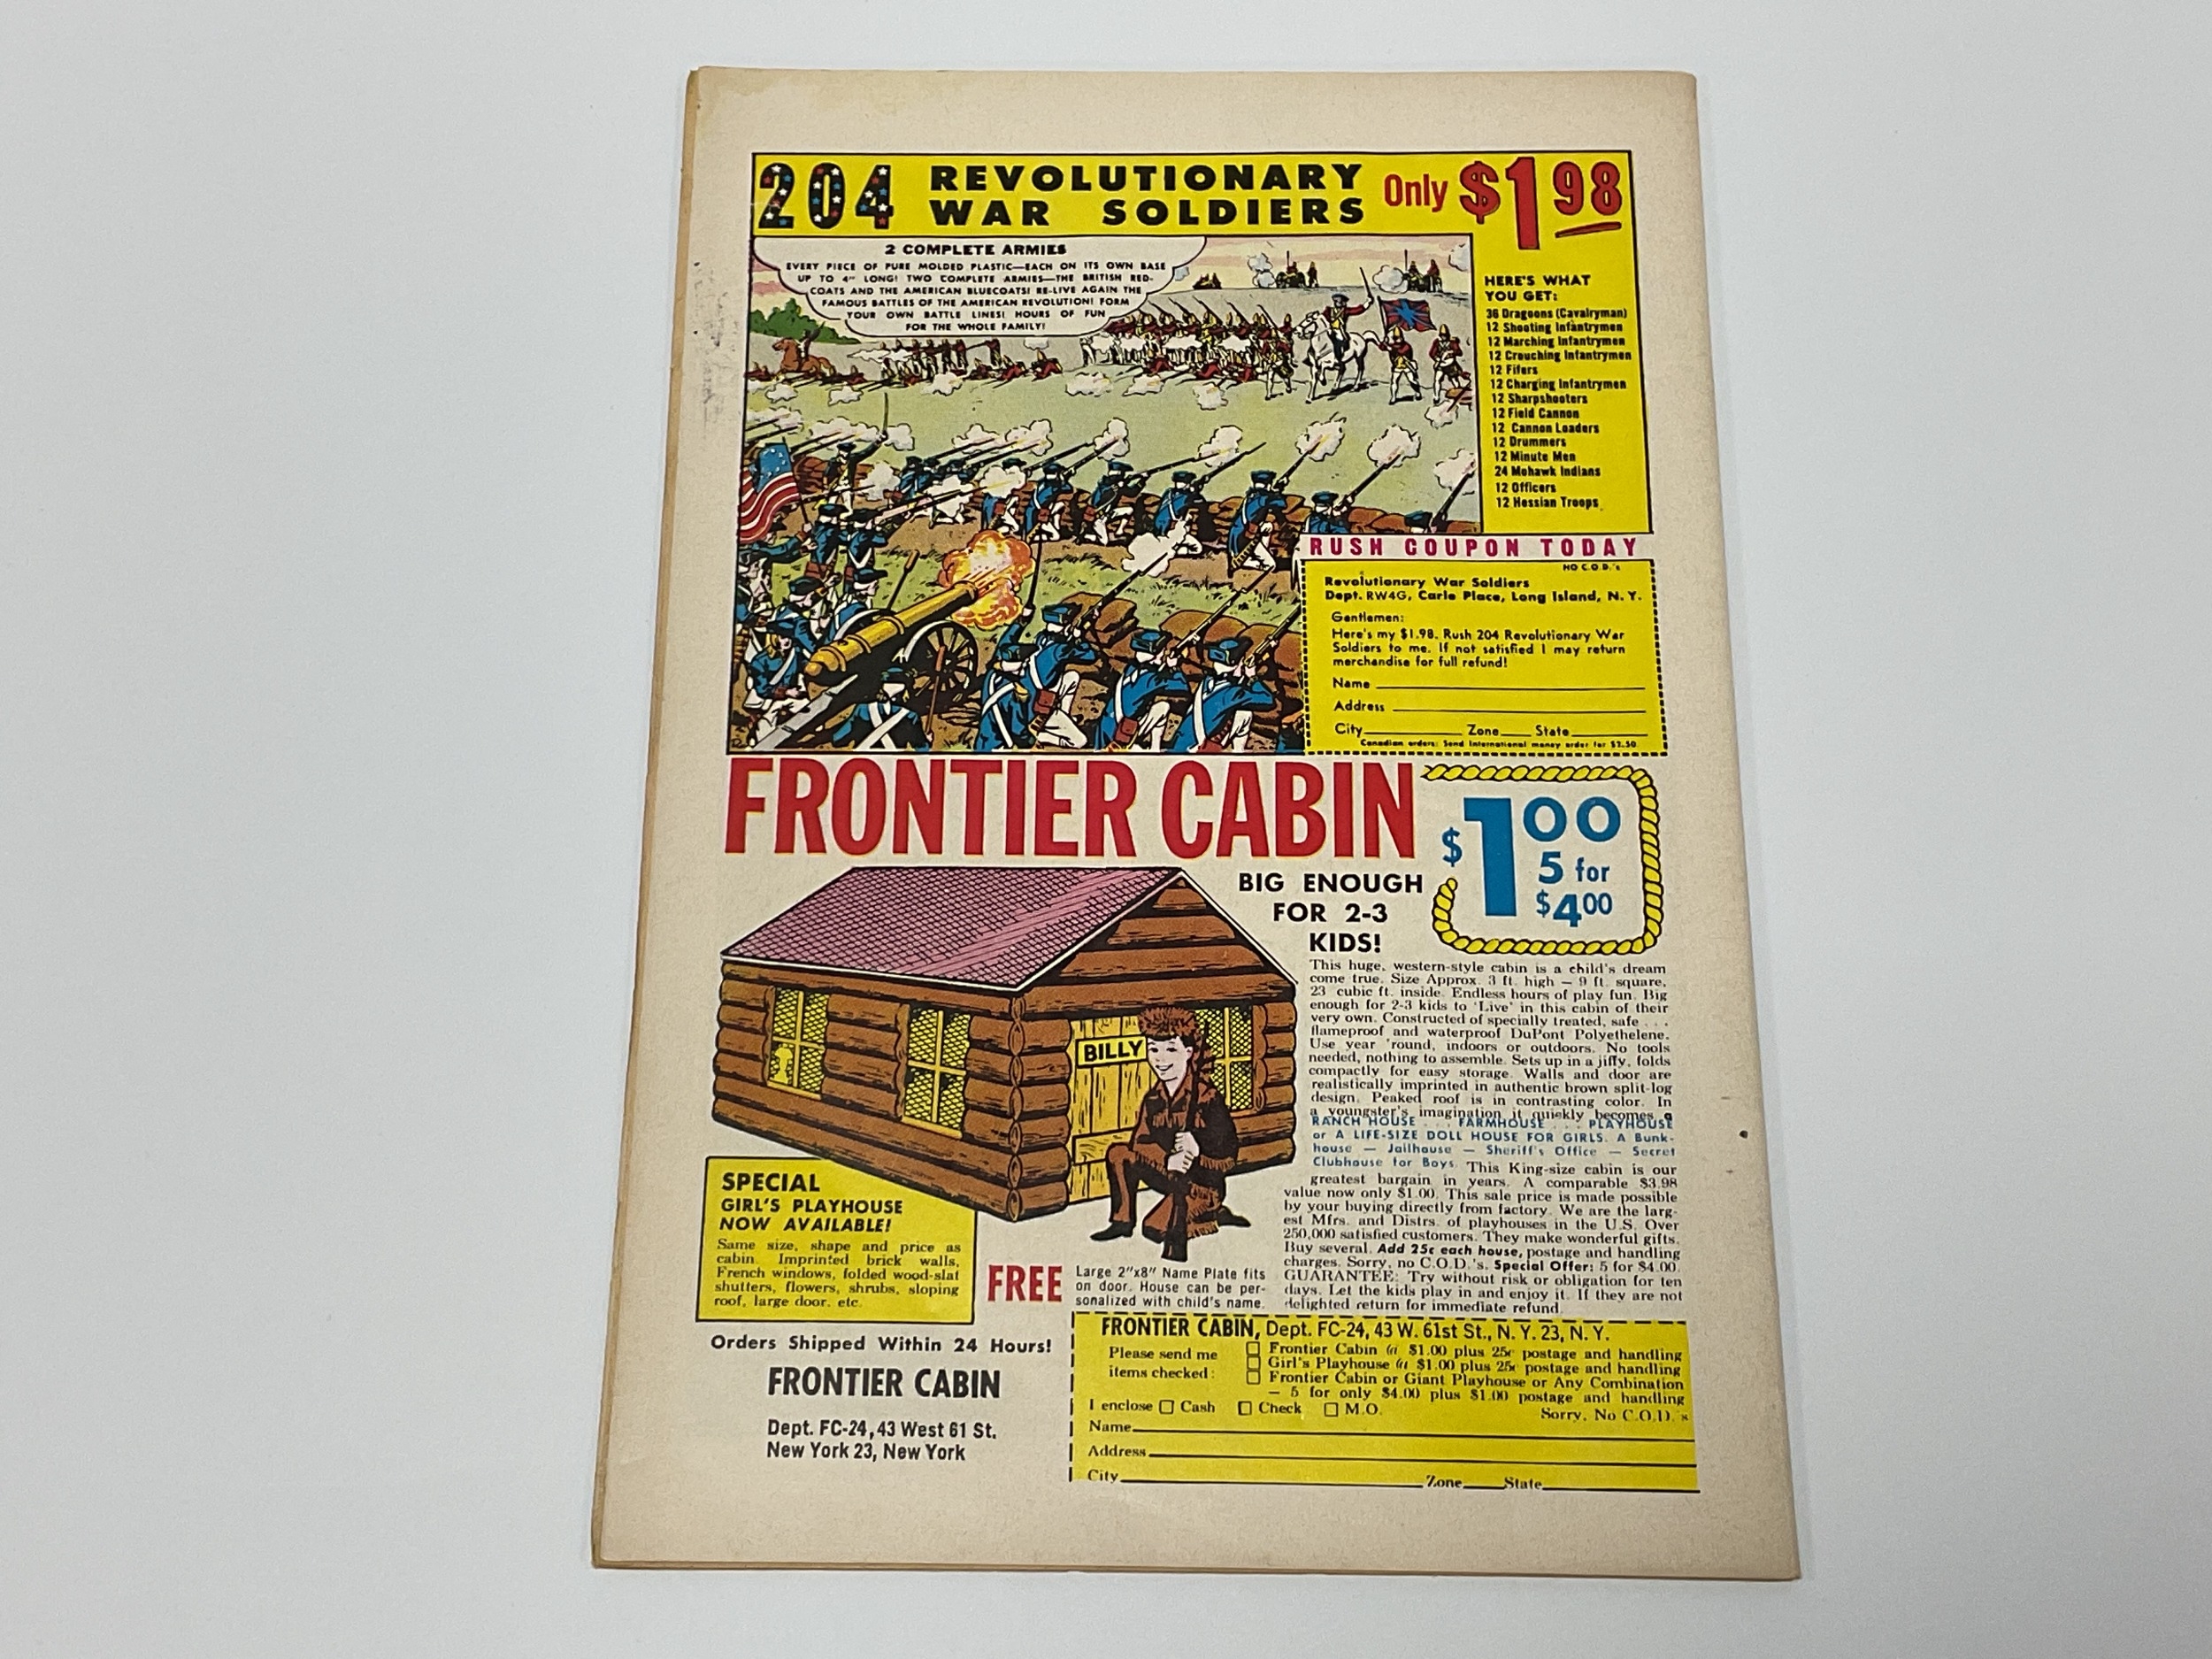 204 REVOLUTIONARY WAR SOLDIERS Only $1.98
2 COMPLETE ARMIES
EVERY PIECE OF PURE MOLDED PLASTIC—EACH ON ITS OWN BASE
UP TO 4" LONG! TWO COMPLETE ARMIES—THE BRITISH RED-
COATS AND THE AMERICAN BLUECOATS! RE-LIVE AGAIN THE
FAMOUS BATTLES OF THE AMERICAN REVOLUTION! FORM
YOUR OWN BATTLE LINES! HOURS OF FUN
FOR THE WHOLE FAMILY!
HERE'S WHAT
YOU GET:
36 Dragoons (Cavalryman)
12 Shooting Infantrymen
12 Marching Infantrymen
12 Crouching Infantrymen
12 Fifers
12 Charging Infantrymen
12 Sharpshooters
12 Field Cannon
12 Cannon Loaders
12 Drummers
12 Minute Men
24 Mohawk Indians
12 Officers
12 Hessian Troops
RUSH COUPON TODAY
NO C.O.D.'s
Revolutionary War Soldiers
Dept. RW4G, Carle Place, Long Island, N.Y.
Gentlemen:
Here's my $1.98. Rush 204 Revolutionary War
Soldiers to me. If not satisfied I may return
merchandise for full refund!
Name
Address
City Zone State
Canadian orders: Send International money order for $2.50.
FRONTIER CABIN
$1.00
5 for
$4.00
BIG ENOUGH
FOR 2-3
KIDS!
BILLY
This huge, western-style cabin is a child's dream
come true. Size Approx. 3 ft. high — 9 ft. square,
23 cubic ft. inside. Endless hours of play fun. Big
enough for 2-3 kids to 'Live' in this cabin of their
very own. Constructed of specially treated, safe . . .
flameproof and waterproof DuPont Polyethelene.
Use year 'round, indoors or outdoors. No tools
needed, nothing to assemble. Sets up in a jiffy, folds
compactly for easy storage. Walls and door are
realistically imprinted in authentic brown split-log
design. Peaked roof is in contrasting color. In
a youngster's imagination it quickly becomes a
RANCH HOUSE . . . FARMHOUSE . . . PLAYHOUSE
or A LIFE-SIZE DOLL HOUSE FOR GIRLS. A Bunk-
house — Jailhouse — Sheriff's Office — Secret
Clubhouse for Boys. This King-size cabin is our
greatest bargain in years. A comparable $3.98
value now only $1.00. This sale price is made possible
by your buying directly from factory. We are the larg-
est Mfrs. and Distrs. of playhouses in the U.S. Over
250,000 satisfied customers. They make wonderful gifts.
Buy several. Add 25c each house, postage and handling
charges. Sorry, no C.O.D.'s. Special Offer: 5 for $4.00.
GUARANTEE: Try without risk or obligation for ten
days. Let the kids play in and enjoy it. If they are not
delighted return for immediate refund.
SPECIAL
GIRL'S PLAYHOUSE
NOW AVAILABLE!
Same size, shape and price as
cabin. Imprinted brick walls,
French windows, folded wood-slat
shutters, flowers, shrubs, sloping
roof, large door, etc.
FREE
Large 2"x8" Name Plate fits
on door. House can be per-
sonalized with child's name.
Orders Shipped Within 24 Hours!
FRONTIER CABIN
Dept. FC-24, 43 West 61 St.
New York 23, New York
FRONTIER CABIN, Dept. FC-24, 43 W. 61st St., N. Y. 23, N. Y.
Please send me
items checked:
Frontier Cabin @ $1.00 plus 25c postage and handling
Girl's Playhouse @ $1.00 plus 25c postage and handling
Frontier Cabin or Giant Playhouse or Any Combination
— 5 for only $4.00 plus $1.00 postage and handling
I enclose Cash Check M.O. Sorry, No C.O.D.'s
Name
Address
City Zone State